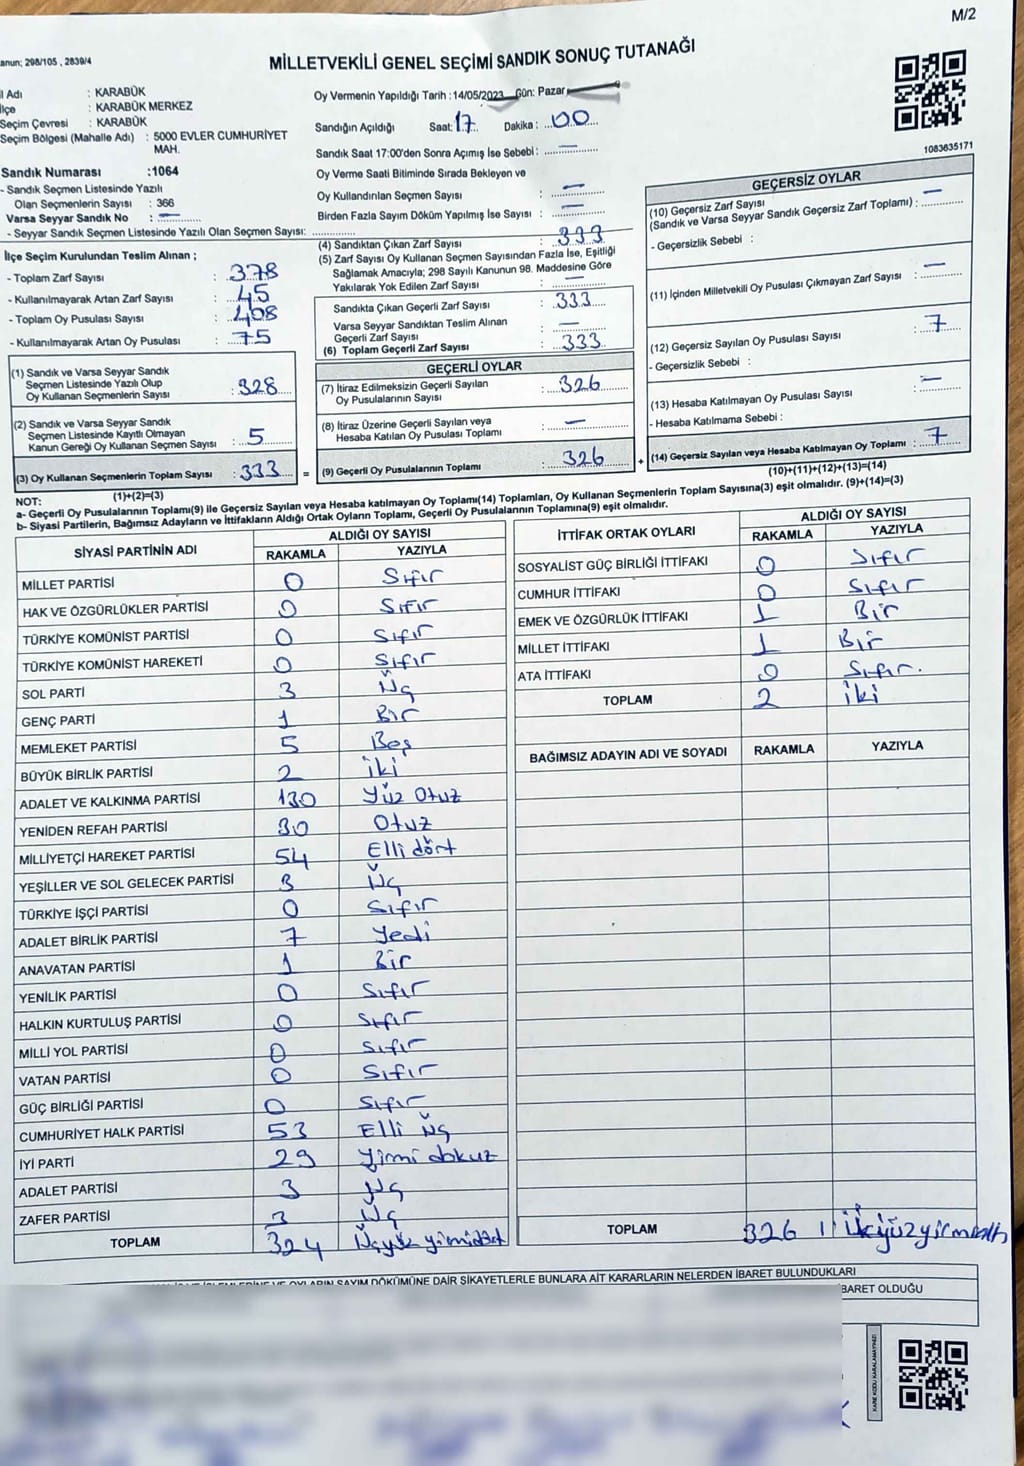 M/2
anun; 298/105 , 2839/4
MİLLETVEKİLİ GENEL SEÇİMİ SANDIK SONUÇ TUTANAĞI
l Adı : KARABÜK
lçe : KARABÜK MERKEZ
Seçim Çevresi : KARABÜK
Seçim Bölgesi (Mahalle Adı) : 5000 EVLER CUMHURİYET
MAH.
Sandık Numarası :1064
- Sandık Seçmen Listesinde Yazılı
Olan Seçmenlerin Sayısı : 366
Varsa Seyyar Sandık No : —
- Seyyar Sandık Seçmen Listesinde Yazılı Olan Seçmen Sayısı:
Oy Vermenin Yapıldığı Tarih : 14/05/2023 Gün: Pazar
Sandığın Açıldığı Saat: 17 Dakika : 00
Sandık Saat 17:00'den Sonra Açımış İse Sebebi : —
Oy Verme Saati Bitiminde Sırada Bekleyen ve
Oy Kullandırılan Seçmen Sayısı : —
Birden Fazla Sayım Döküm Yapılmış İse Sayısı : —
1083635171
İlçe Seçim Kurulundan Teslim Alınan ;
- Toplam Zarf Sayısı : 378
- Kullanılmayarak Artan Zarf Sayısı : 45
- Toplam Oy Pusulası Sayısı : 408
- Kullanılmayarak Artan Oy Pusulası : 75
(1) Sandık ve Varsa Seyyar Sandık
Seçmen Listesinde Yazılı Olup
Oy Kullanan Seçmenlerin Sayısı : 328
(2) Sandık ve Varsa Seyyar Sandık
Seçmen Listesinde Kayıtlı Olmayan
Kanun Gereği Oy Kullanan Seçmen Sayısı : 5
(3) Oy Kullanan Seçmenlerin Toplam Sayısı : 333 =
(1)+(2)=(3)
(4) Sandıktan Çıkan Zarf Sayısı : 333
(5) Zarf Sayısı Oy Kullanan Seçmen Sayısından Fazla İse, Eşitliği
Sağlamak Amacıyla; 298 Sayılı Kanunun 98. Maddesine Göre
Yakılarak Yok Edilen Zarf Sayısı : —
Sandıkta Çıkan Geçerli Zarf Sayısı : 333
Varsa Seyyar Sandıktan Teslim Alınan
Geçerli Zarf Sayısı : —
(6) Toplam Geçerli Zarf Sayısı : 333
GEÇERLİ OYLAR
(7) İtiraz Edilmeksizin Geçerli Sayılan
Oy Pusulalarının Sayısı : 326
(8) İtiraz Üzerine Geçerli Sayılan veya
Hesaba Katılan Oy Pusulası Toplamı : —
(9) Geçerli Oy Pusulalarının Toplamı : 326 +
GEÇERSİZ OYLAR
(10) Geçersiz Zarf Sayısı
(Sandık ve Varsa Seyyar Sandık Geçersiz Zarf Toplamı) : —
- Geçersizlik Sebebi :
(11) İçinden Milletvekili Oy Pusulası Çıkmayan Zarf Sayısı : —
(12) Geçersiz Sayılan Oy Pusulası Sayısı : 7
- Geçersizlik Sebebi :
(13) Hesaba Katılmayan Oy Pusulası Sayısı : —
- Hesaba Katılmama Sebebi :
(14) Geçersiz Sayılan veya Hesaba Katılmayan Oy Toplamı : 7
(10)+(11)+(12)+(13)=(14)
NOT:
a- Geçerli Oy Pusulalarının Toplamı(9) ile Geçersiz Sayılan veya Hesaba katılmayan Oy Toplamı(14) Toplamları, Oy Kullanan Seçmenlerin Toplam Sayısına(3) eşit olmalıdır. (9)+(14)=(3)
b- Siyasi Partilerin, Bağımsız Adayların ve İttifakların Aldığı Ortak Oyların Toplamı, Geçerli Oy Pusulalarının Toplamına(9) eşit olmalıdır.
SİYASİ PARTİNİN ADI ALDIĞI OY SAYISI
RAKAMLA YAZIYLA
MİLLET PARTİSİ 0 Sıfır
HAK VE ÖZGÜRLÜKLER PARTİSİ 0 Sıfır
TÜRKİYE KOMÜNİST PARTİSİ 0 Sıfır
TÜRKİYE KOMÜNİST HAREKETİ 0 Sıfır
SOL PARTİ 3 Üç
GENÇ PARTİ 1 Bir
MEMLEKET PARTİSİ 5 Beş
BÜYÜK BİRLİK PARTİSİ 2 iki
ADALET VE KALKINMA PARTİSİ 130 Yüz Otuz
YENİDEN REFAH PARTİSİ 30 Otuz
MİLLİYETÇİ HAREKET PARTİSİ 54 Elli dört
YEŞİLLER VE SOL GELECEK PARTİSİ 3 Üç
TÜRKİYE İŞÇİ PARTİSİ 0 Sıfır
ADALET BİRLİK PARTİSİ 7 Yedi
ANAVATAN PARTİSİ 1 Bir
YENİLİK PARTİSİ 0 Sıfır
HALKIN KURTULUŞ PARTİSİ 0 Sıfır
MİLLİ YOL PARTİSİ 0 Sıfır
VATAN PARTİSİ 0 Sıfır
GÜÇ BİRLİĞİ PARTİSİ 0 Sıfır
CUMHURİYET HALK PARTİSİ 53 Elli üç
İYİ PARTİ 29 Yirmi dokuz
ADALET PARTİSİ 3 Üç
ZAFER PARTİSİ 3 Üç
TOPLAM 324 Üçyüz yirmidört
İTTİFAK ORTAK OYLARI ALDIĞI OY SAYISI
RAKAMLA YAZIYLA
SOSYALİST GÜÇ BİRLİĞİ İTTİFAKI 0 Sıfır
CUMHUR İTTİFAKI 0 Sıfır
EMEK VE ÖZGÜRLÜK İTTİFAKI 1 Bir
MİLLET İTTİFAKI 1 Bir
ATA İTTİFAKI 0 Sıfır.
TOPLAM 2 iki
BAĞIMSIZ ADAYIN ADI VE SOYADI RAKAMLA YAZIYLA
TOPLAM 326 Üçyüzyirmialtı
OYLARIN SAYIM DÖKÜMÜNE DAİR ŞİKAYETLERLE BUNLARA AİT KARARLARIN NELERDEN İBARET BULUNDUKLARI
BARET OLDUĞU
KARE KODU KARALAMAYINIZ!